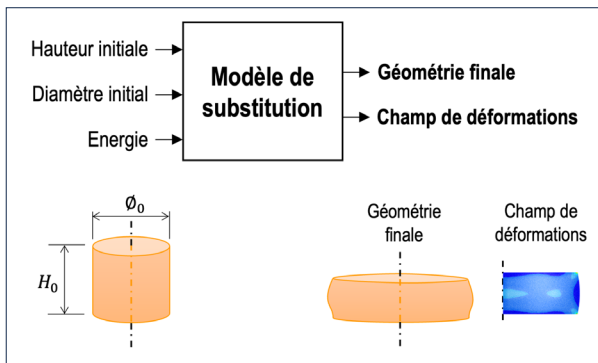 Hauteur initiale
Diamètre initial
Energie
Modèle de
substitution
Géométrie finale
Champ de déformations
Ø₀
H₀
Géométrie
finale
Champ de
déformations